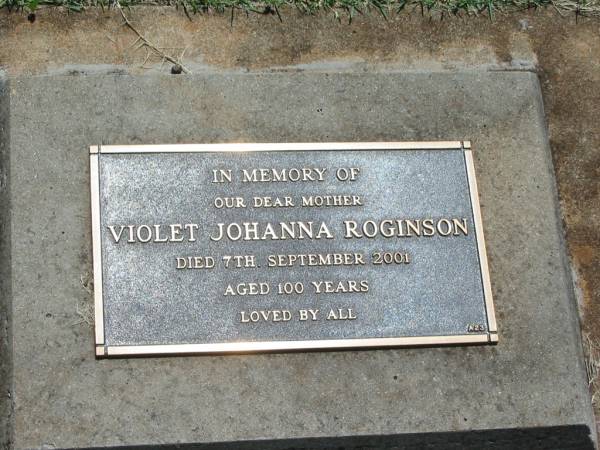 IN MEMORY OF
OUR DEAR MOTHER
VIOLET JOHANNA ROGINSON
DIED 7TH. SEPTEMBER 2001
AGED 100 YEARS
LOVED BY ALL